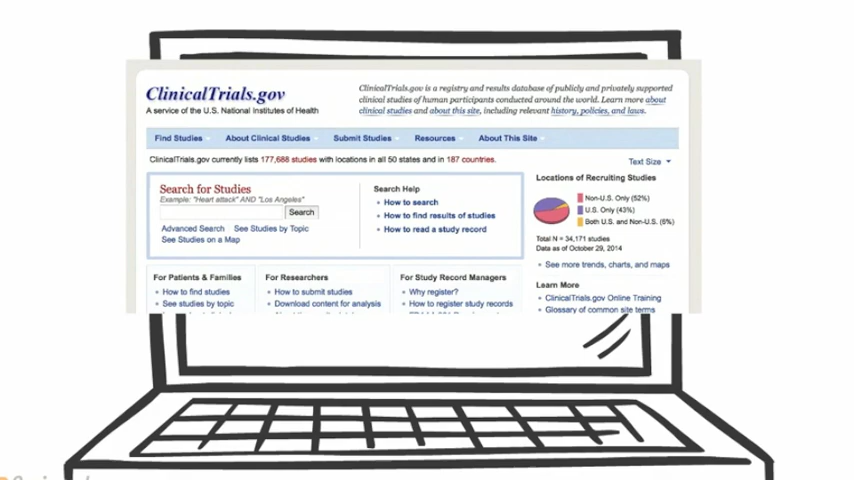 ClinicalTrials.gov
A service of the U.S. National Institutes of Health
ClinicalTrials.gov is a registry and results database of publicly and privately supported
clinical studies of human participants conducted around the world. Learn more about
clinical studies and about this site, including relevant history, policies, and laws.
Find Studies About Clinical Studies Submit Studies Resources About This Site
ClinicalTrials.gov currently lists 177,688 studies with locations in all 50 states and in 187 countries.
Text Size
Search for Studies
Example: "Heart attack" AND "Los Angeles"
Search
Advanced Search See Studies by Topic
See Studies on a Map
Search Help
How to search
How to find results of studies
How to read a study record
Locations of Recruiting Studies
Non-U.S. Only (52%)
U.S. Only (43%)
Both U.S. and Non-U.S. (5%)
Total N = 34,171 studies
Data as of October 29, 2014
See more trends, charts, and maps
For Patients & Families
How to find studies
See studies by topic
For Researchers
How to submit studies
Download content for analysis
For Study Record Managers
Why register?
How to register study records
Learn More
ClinicalTrials.gov Online Training
Glossary of common site terms